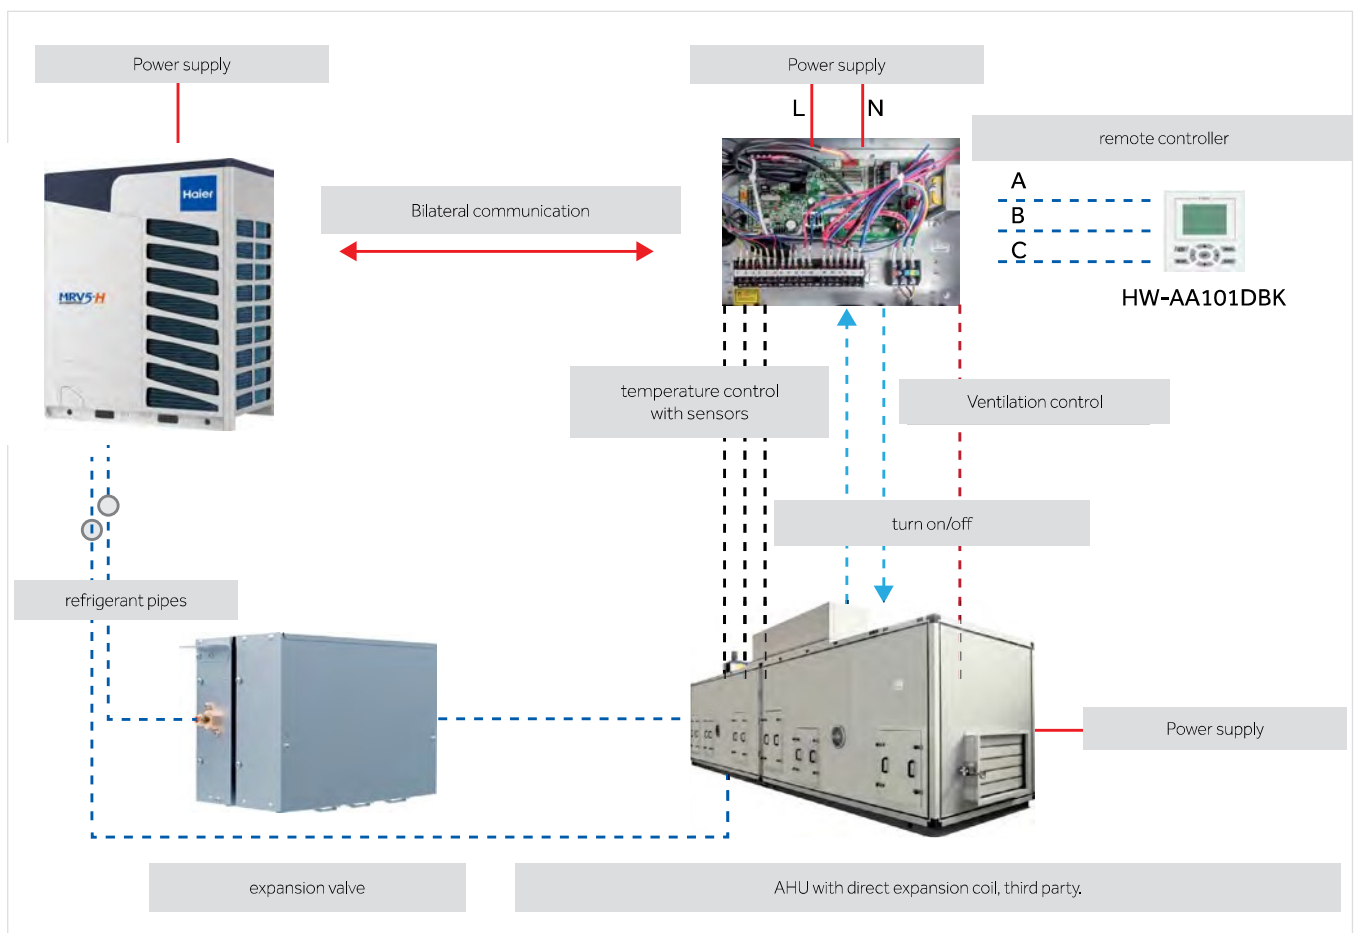 Power supply
Power supply
L
N
remote controller
Haier
A
B
C
Bilateral communication
MRV5-H
HW-AA101DBK
temperature control
with sensors
Ventilation control
turn on/off
refrigerant pipes
Power supply
expansion valve
AHU with direct expansion coil, third party.